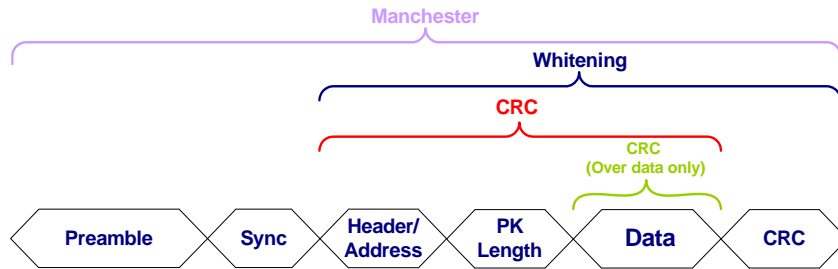 Manchester
Whitening
CRC
CRC
(Over data only)
Preamble
Sync
Header/
Address
PK
Length
Data
CRC